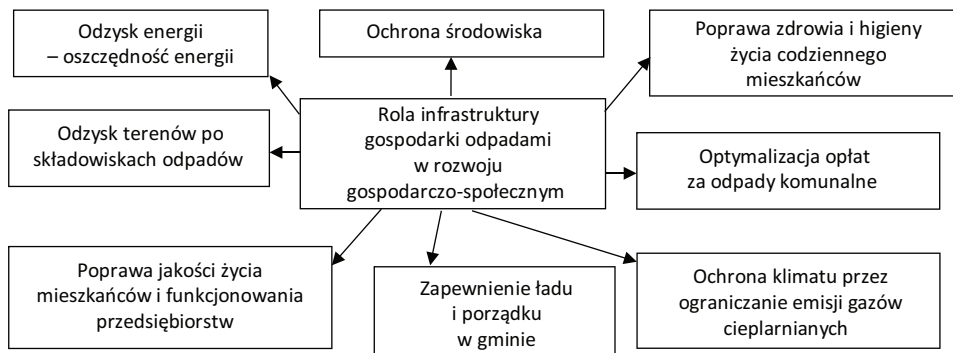 Odzysk energii
– oszczędność energii
Ochrona środowiska
Poprawa zdrowia i higieny
życia codziennego
mieszkańców
Odzysk terenów po
składowiskach odpadów
Rola infrastruktury
gospodarki odpadami
w rozwoju
gospodarczo-społecznym
Optymalizacja opłat
za odpady komunalne
Poprawa jakości życia
mieszkańców i funkcjonowania
przedsiębiorstw
Zapewnienie ładu
i porządku
w gminie
Ochrona klimatu przez
ograniczanie emisji gazów
cieplarnianych